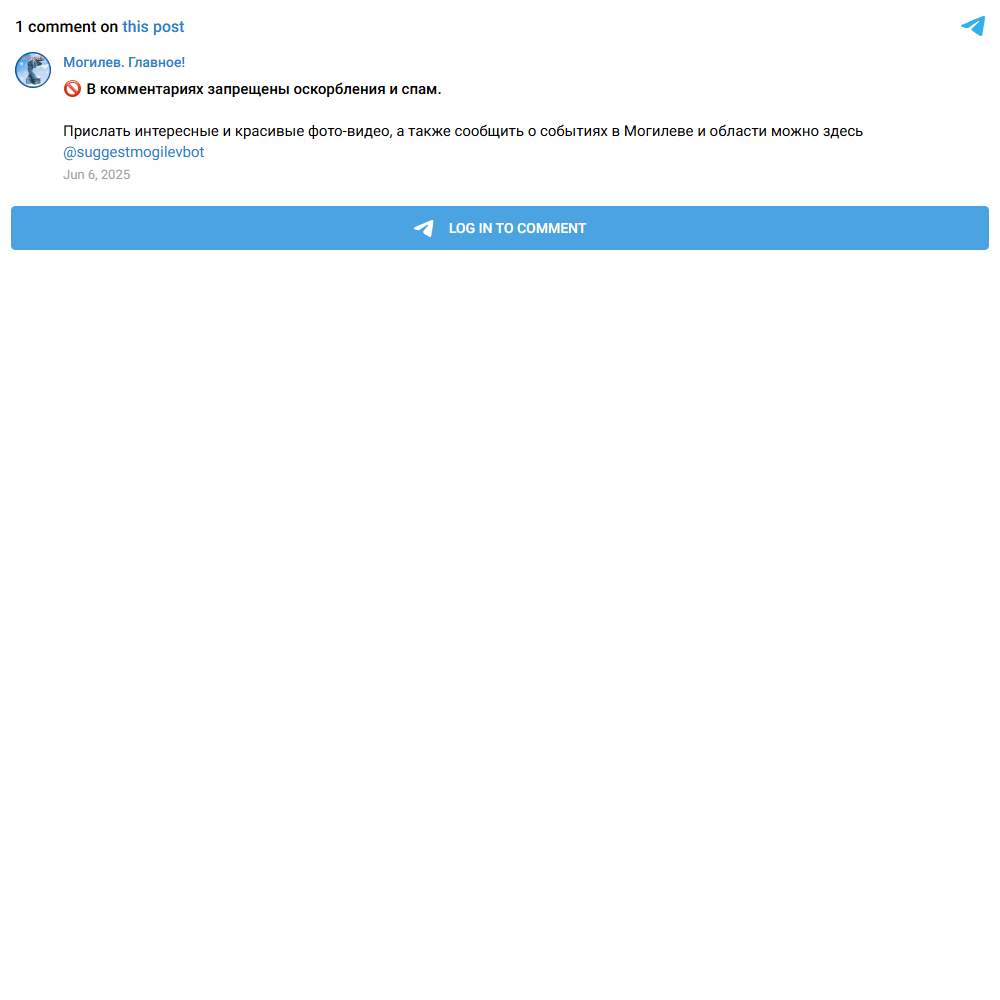 1 comment on this post
Могилев. Главное!
🚫 В комментариях запрещены оскорбления и спам.
Прислать интересные и красивые фото-видео, а также сообщить о событиях в Могилеве и области можно здесь
@suggestmogilevbot
Jun 6, 2025
LOG IN TO COMMENT